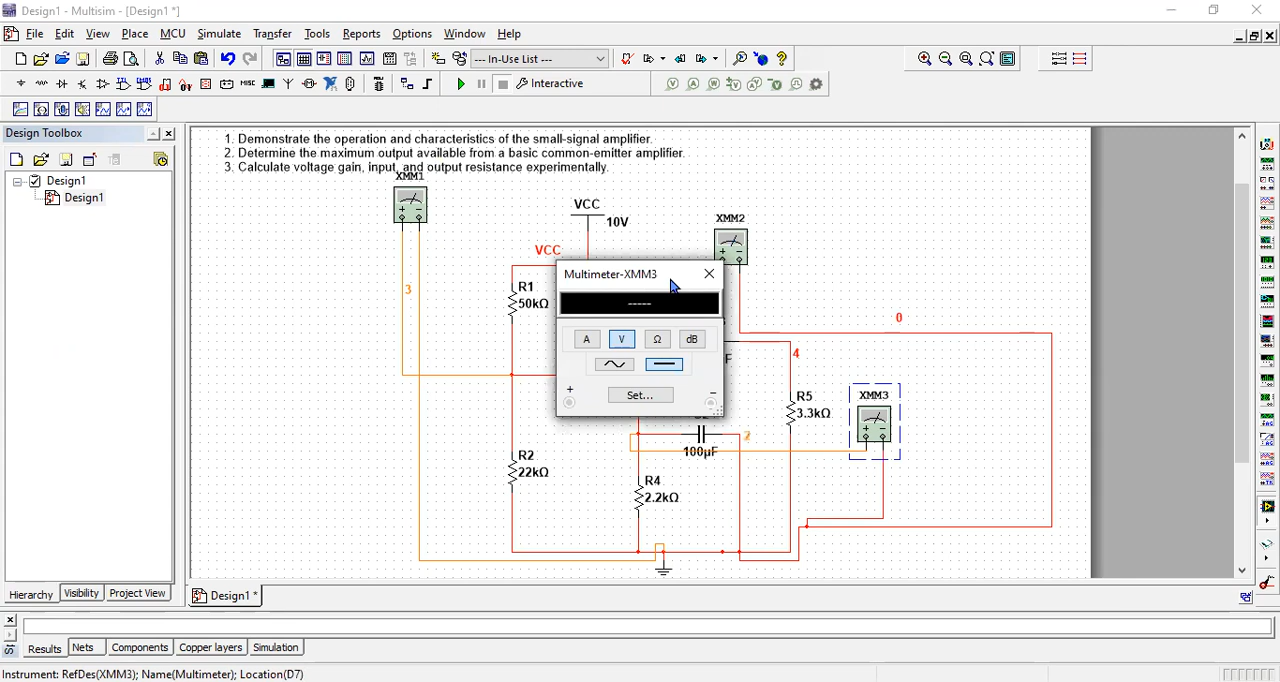 Design1 - Multisim - [Design1 *]
File Edit View Place MCU Simulate Transfer Tools Reports Options Window Help
--- In-Use List ---
MISC
Interactive
Design Toolbox
Design1
Design1
1. Demonstrate the operation and characteristics of the small-signal amplifier.
2. Determine the maximum output available from a basic common-emitter amplifier.
3. Calculate voltage gain, input, and output resistance experimentally.
XMM1
VCC
10V
XMM2
VCC
Multimeter-XMM3
-----
A V Ω dB
Set...
+
-
3
R1
50kΩ
0
4
F
R5
3.3kΩ
XMM3
2
100µF
R2
22kΩ
R4
2.2kΩ
Hierarchy Visibility Project View
Design1 *
Results Nets Components Copper layers Simulation
Instrument: RefDes(XMM3); Name(Multimeter); Location(D7)